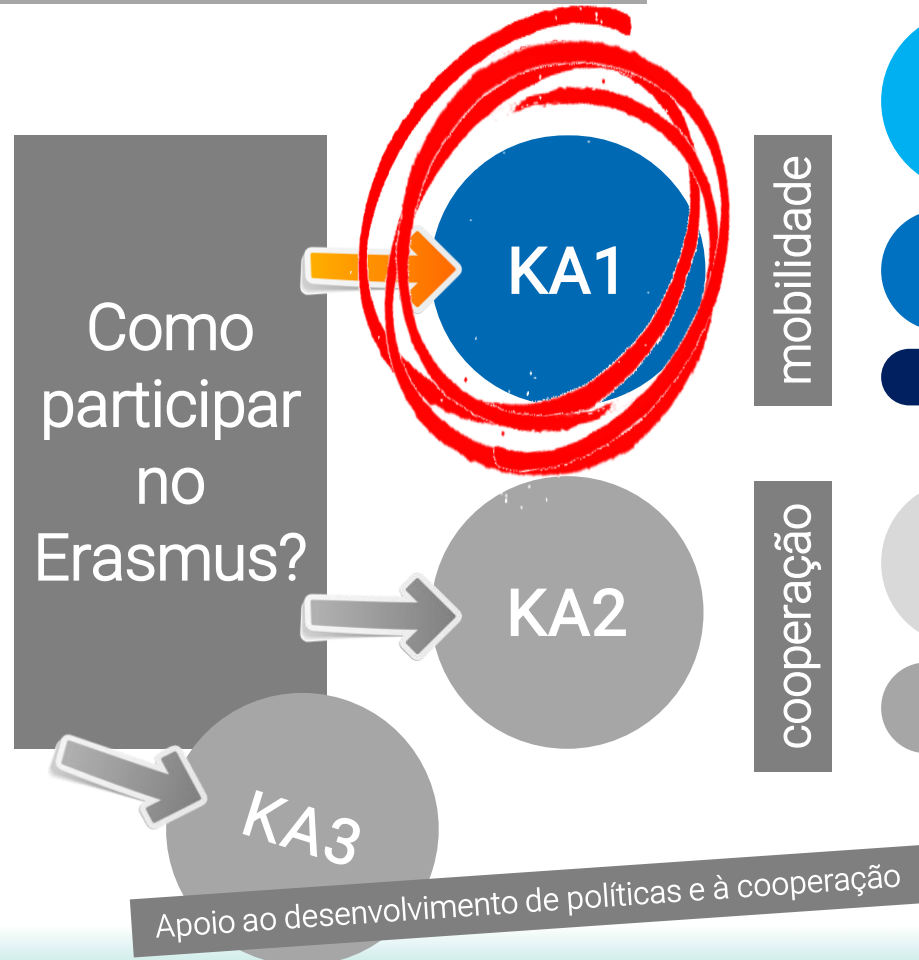 Como
participar
no
Erasmus?
KA1
mobilidade
KA2
cooperação
KA3
Apoio ao desenvolvimento de políticas e à cooperação